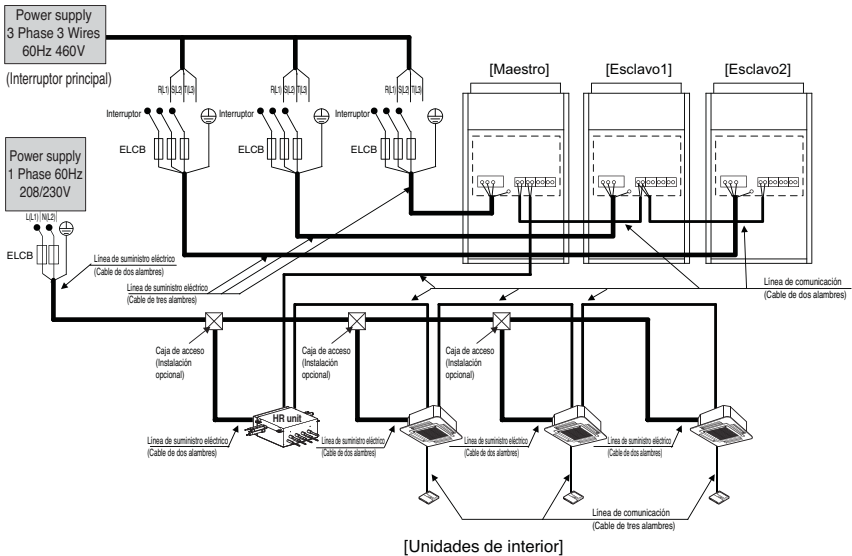 Power supply
3 Phase 3 Wires
60Hz 460V
(Interruptor principal)
R(L1) S(L2) T(L3)
R(L1) S(L2) T(L3)
R(L1) S(L2) T(L3)
Interruptor
Interruptor
Interruptor
ELCB
ELCB
ELCB
[Maestro]
[Esclavo1]
[Esclavo2]
Power supply
1 Phase 60Hz
208/230V
L(L1) N(L2)
ELCB
Línea de suministro eléctrico
(Cable de dos alambres)
Línea de suministro eléctrico
(Cable de tres alambres)
Línea de comunicación
(Cable de dos alambres)
Caja de acceso
(Instalación
opcional)
Caja de acceso
(Instalación
opcional)
Caja de acceso
(Instalación
opcional)
HR unit
Línea de suministro eléctrico
(Cable de dos alambres)
Línea de suministro eléctrico
(Cable de dos alambres)
Línea de suministro eléctrico
(Cable de dos alambres)
Línea de suministro eléctrico
(Cable de dos alambres)
Línea de comunicación
(Cable de tres alambres)
[Unidades de interior]